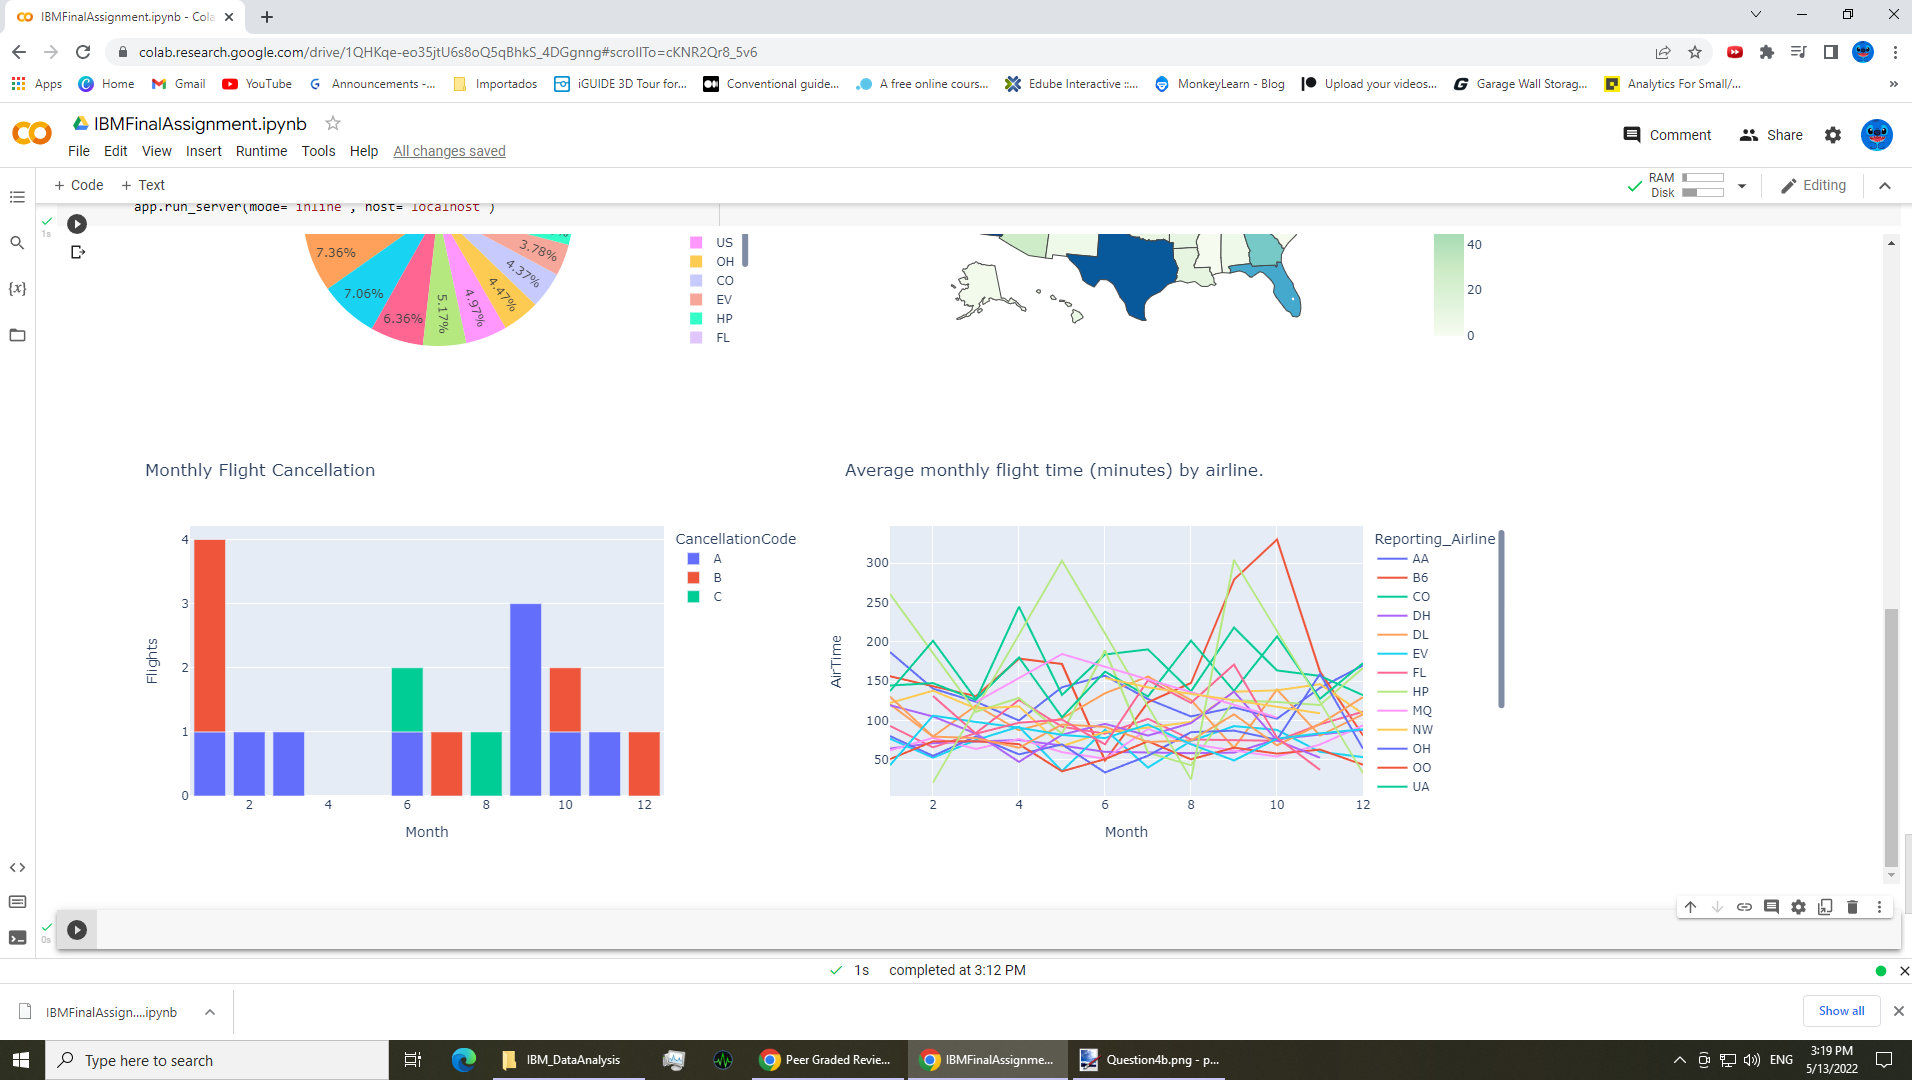 IBMFinalAssignment.ipynb - Cola
colab.research.google.com/drive/1QHKqe-eo35jtU6s8oQ5qBhkS_4DGgnng#scrollTo=cKNR2Qr8_5v6
Apps Home Gmail YouTube Announcements -... Importados iGUIDE 3D Tour for... Conventional guide... A free online cours... Edube Interactive ::... MonkeyLearn - Blog Upload your videos... Garage Wall Storag... Analytics For Small/... »
IBMFinalAssignment.ipynb
File Edit View Insert Runtime Tools Help All changes saved
Comment Share
+ Code + Text
RAM
Disk
Editing
app.run_server(mode='inline', host='localhost')
1s
{x}
7.36%
7.06%
6.36%
5.17%
4.97%
4.47%
4.37%
3.78%
US
OH
CO
EV
HP
FL
40
20
0
Monthly Flight Cancellation
Flights
4
3
2
1
0
2 4 6 8 10 12
Month
CancellationCode
A
B
C
Average monthly flight time (minutes) by airline.
AirTime
300
250
200
150
100
50
2 4 6 8 10 12
Month
Reporting_Airline
AA
B6
CO
DH
DL
EV
FL
HP
MQ
NW
OH
OO
UA
0s
1s completed at 3:12 PM
IBMFinalAssign....ipynb
Show all
Type here to search
IBM_DataAnalysis
Peer Graded Revie...
IBMFinalAssignme...
Question4b.png - p...
ENG
3:19 PM
5/13/2022